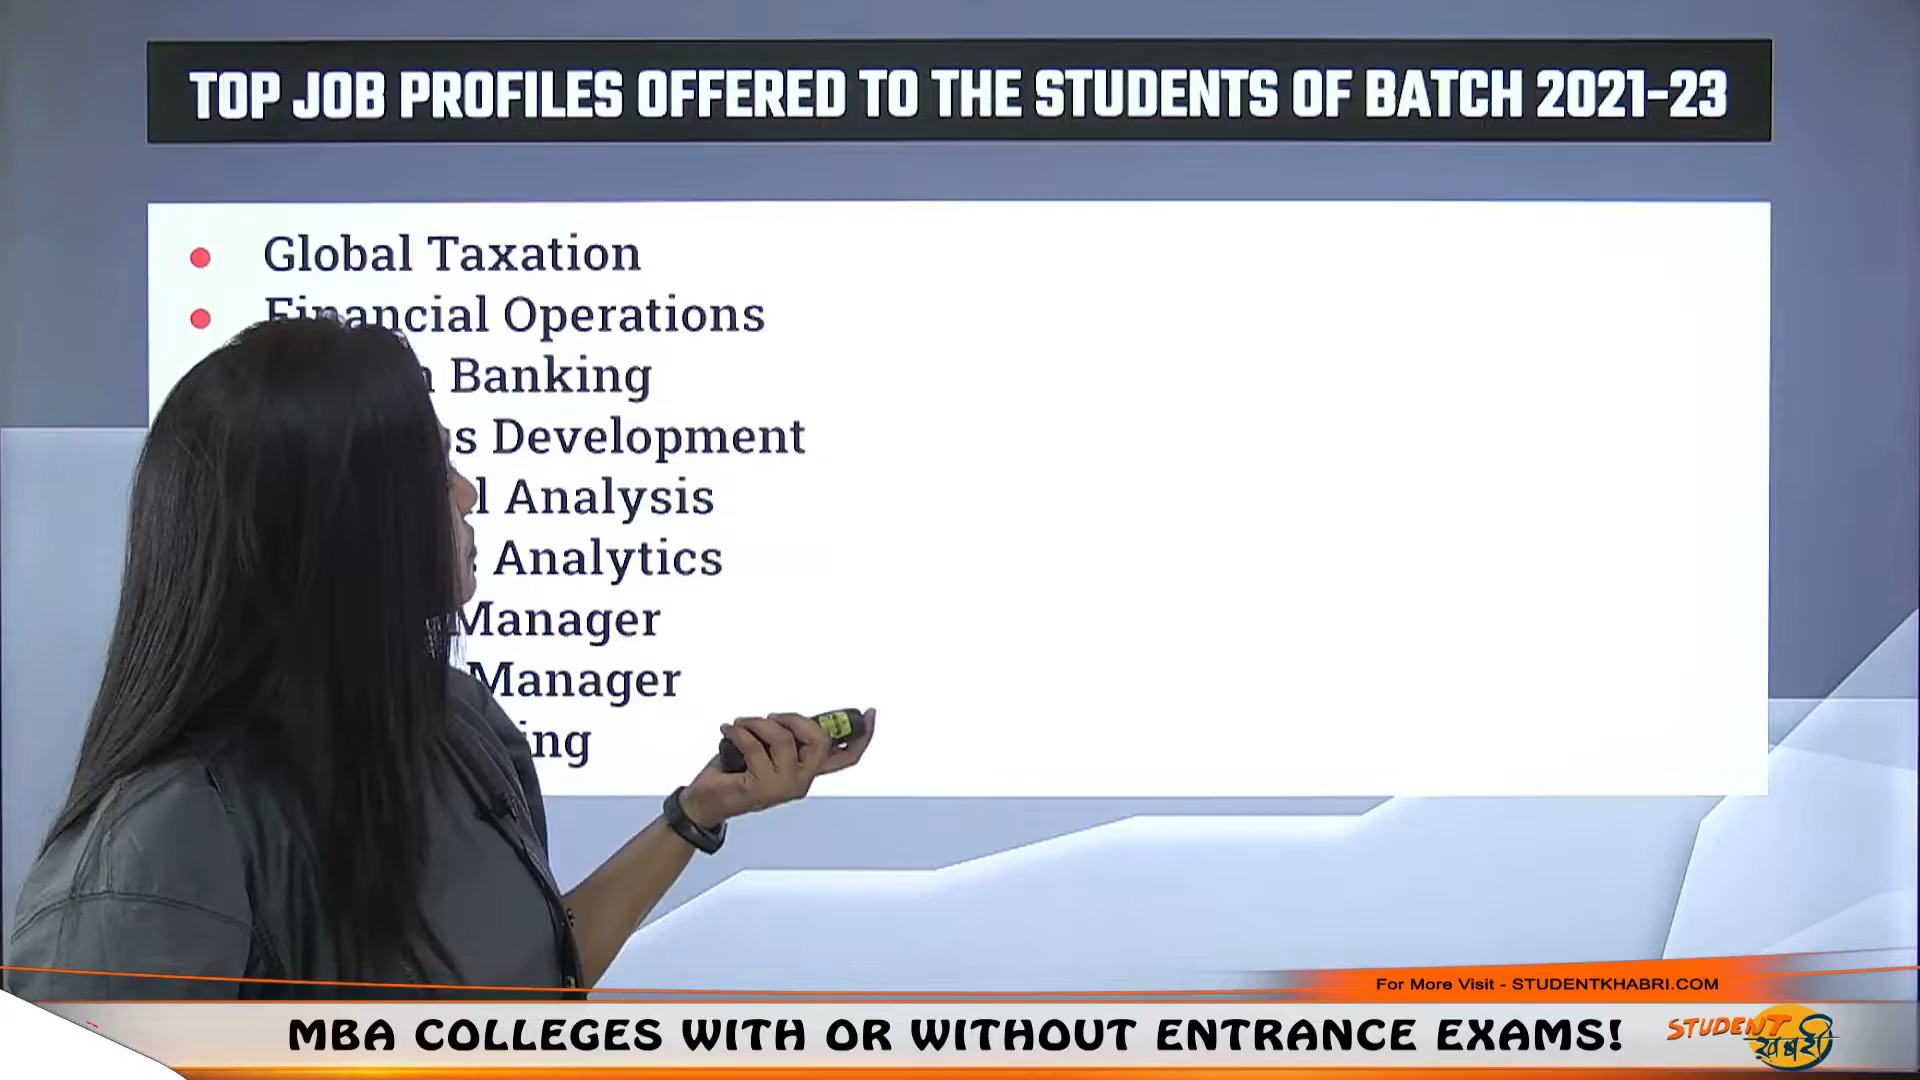 TOP JOB PROFILES OFFERED TO THE STUDENTS OF BATCH 2021-23
Global Taxation
Financial Operations
Banking
Development
Analysis
Analytics
Manager
Manager
For More Visit - STUDENTKHABRI.COM
MBA COLLEGES WITH OR WITHOUT ENTRANCE EXAMS!
STUDENT
खबरी